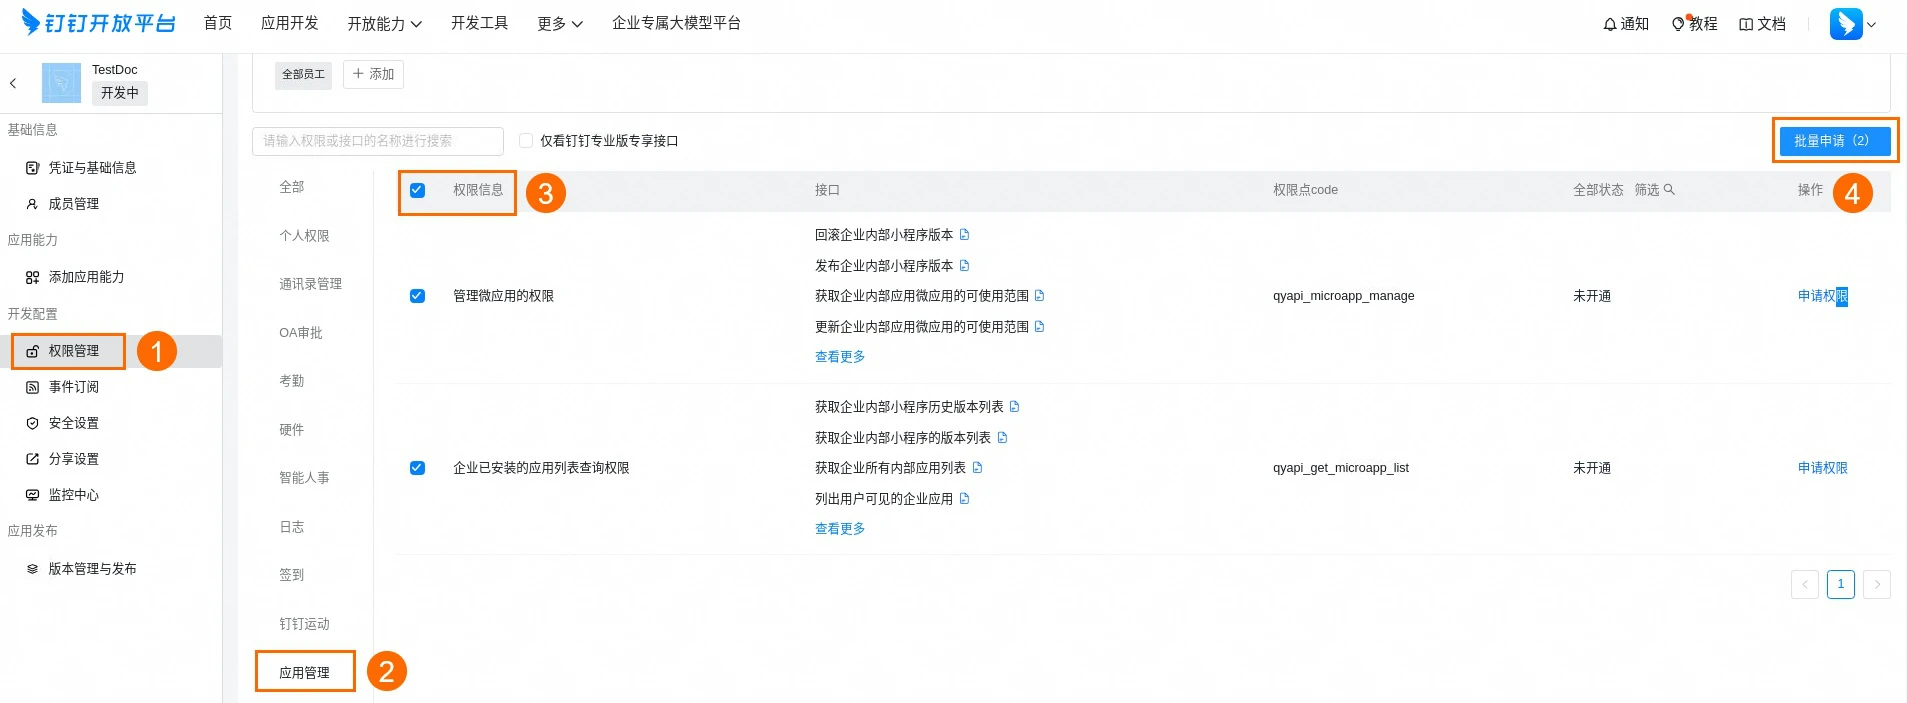 钉钉开放平台 首页 应用开发 开放能力 开发工具 更多 企业专属大模型平台 通知 教程 文档
TestDoc
开发中
基础信息
凭证与基础信息
成员管理
应用能力
添加应用能力
开发配置
权限管理 1
事件订阅
安全设置
分享设置
监控中心
应用发布
版本管理与发布
全部员工 + 添加
请输入权限或接口的名称进行搜索 仅看钉钉专业版专享接口 批量申请（2）
全部
个人权限
通讯录管理
OA审批
考勤
硬件
智能人事
日志
签到
钉钉运动
应用管理 2
权限信息 3 接口 权限点code 全部状态 筛选 操作 4
回滚企业内部小程序版本
发布企业内部小程序版本
管理微应用的权限 获取企业内部应用微应用的可使用范围 qyapi_microapp_manage 未开通 申请权限
更新企业内部应用微应用的可使用范围
查看更多
获取企业内部小程序历史版本列表
获取企业内部小程序的版本列表
企业已安装的应用列表查询权限 获取企业所有内部应用列表 qyapi_get_microapp_list 未开通 申请权限
列出用户可见的企业应用
查看更多
1